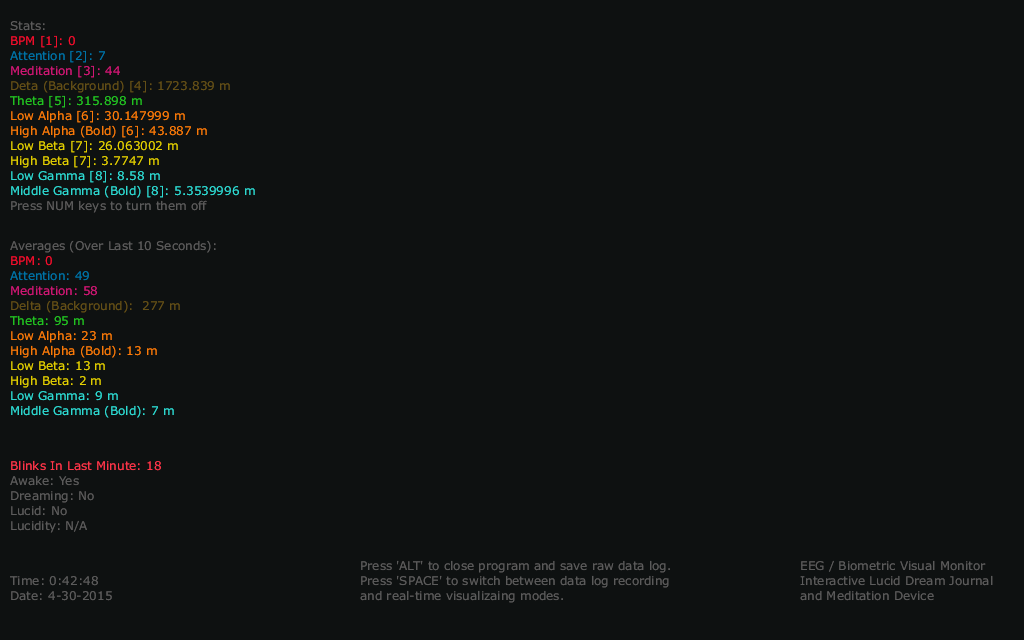 Stats:
BPM [1]: 0
Attention [2]: 7
Meditation [3]: 44
Deta (Background) [4]: 1723.839 m
Theta [5]: 315.898 m
Low Alpha [6]: 30.147999 m
High Alpha (Bold) [6]: 43.887 m
Low Beta [7]: 26.063002 m
High Beta [7]: 3.7747 m
Low Gamma [8]: 8.58 m
Middle Gamma (Bold) [8]: 5.3539996 m
Press NUM keys to turn them off
Averages (Over Last 10 Seconds):
BPM: 0
Attention: 49
Meditation: 58
Delta (Background):  277 m
Theta: 95 m
Low Alpha: 23 m
High Alpha (Bold): 13 m
Low Beta: 13 m
High Beta: 2 m
Low Gamma: 9 m
Middle Gamma (Bold): 7 m
Blinks In Last Minute: 18
Awake: Yes
Dreaming: No
Lucid: No
Lucidity: N/A
Time: 0:42:48
Date: 4-30-2015
Press 'ALT' to close program and save raw data log.
Press 'SPACE' to switch between data log recording
and real-time visualizaing modes.
EEG / Biometric Visual Monitor
Interactive Lucid Dream Journal
and Meditation Device